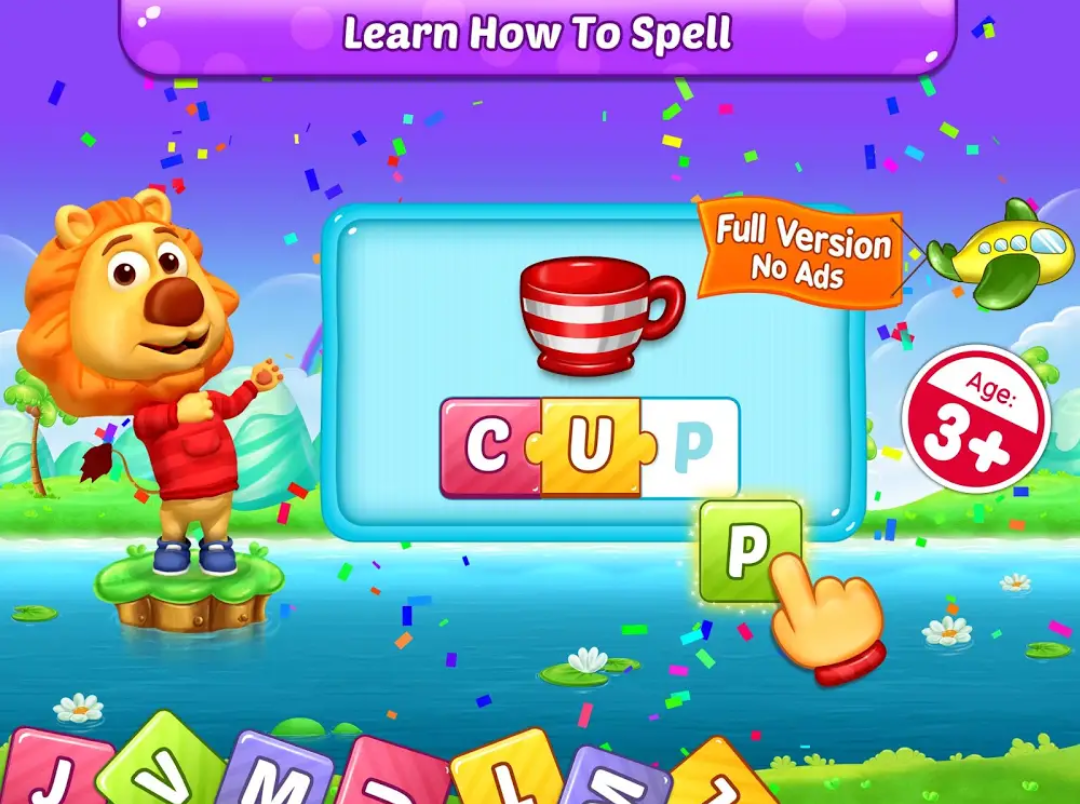 Learn How To Spell
Full Version
No Ads
Age:
3+
C U P
P
J V M